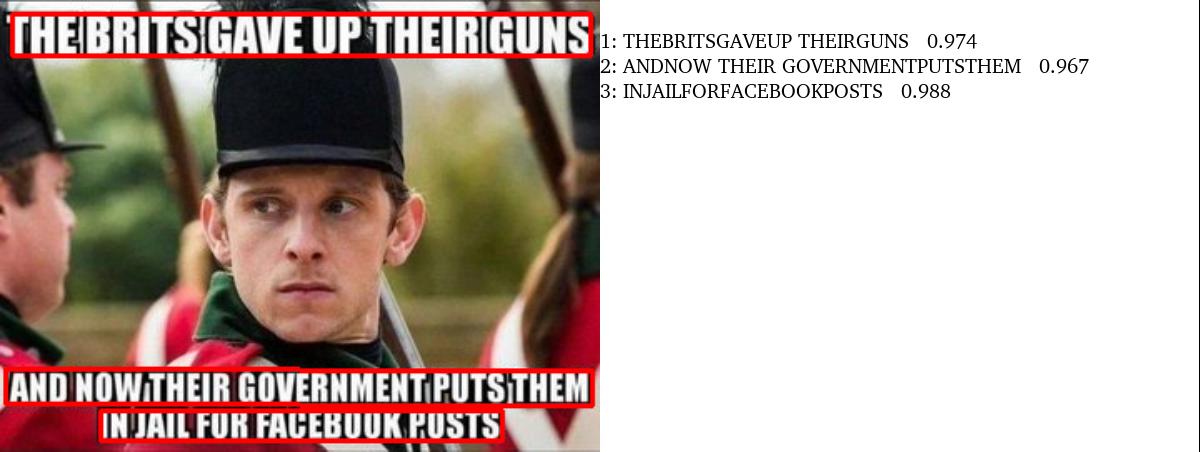 THE BRITS GAVE UP THEIR GUNS
AND NOW THEIR GOVERNMENT PUTS THEM
IN JAIL FOR FACEBOOK POSTS
1: THEBRITSGAVEUP THEIRGUNS 0.974
2: ANDNOW THEIR GOVERNMENTPUTSTHEM 0.967
3: INJAILFORFACEBOOKPOSTS 0.988